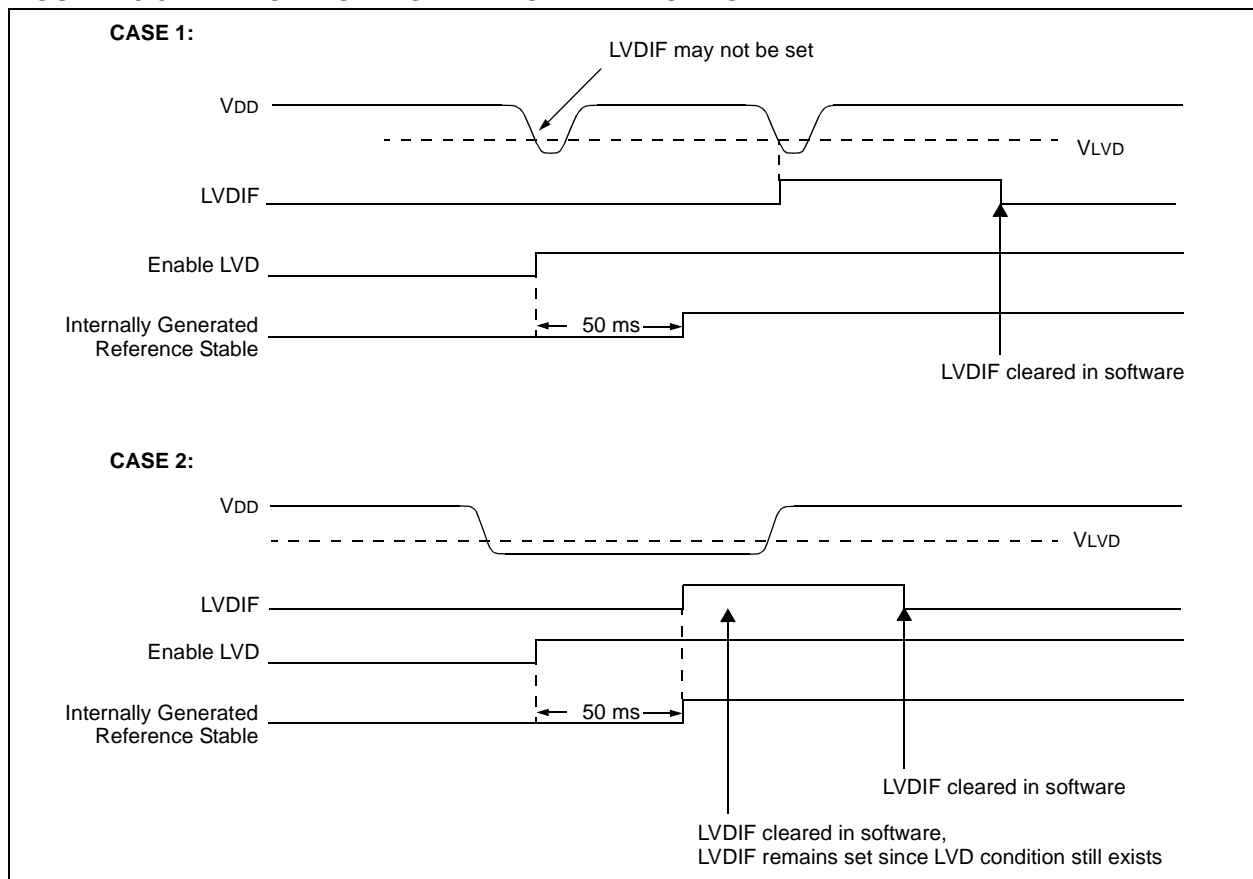 CASE 1:
LVDIF may not be set
VDD
VLVD
LVDIF
Enable LVD
Internally Generated
Reference Stable
50 ms
LVDIF cleared in software
CASE 2:
VDD
VLVD
LVDIF
Enable LVD
Internally Generated
Reference Stable
50 ms
LVDIF cleared in software
LVDIF cleared in software,
LVDIF remains set since LVD condition still exists